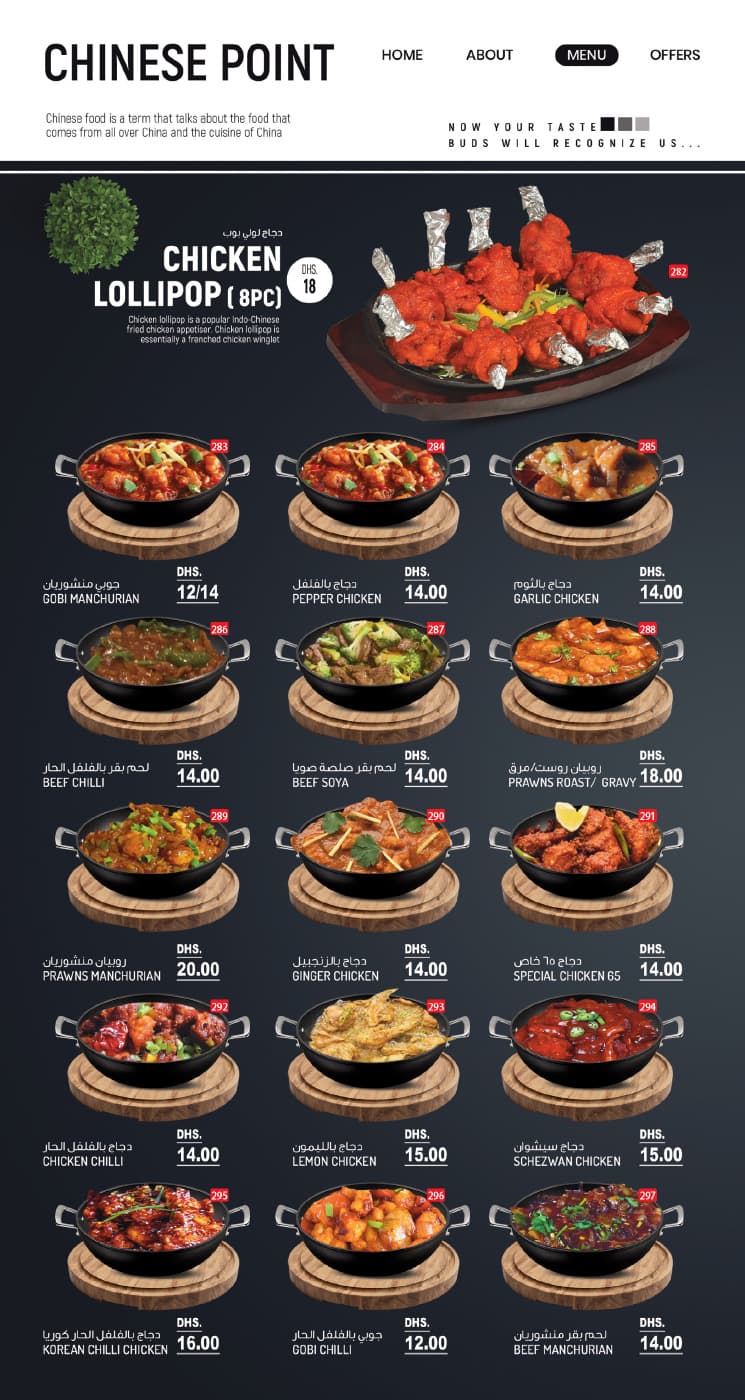 CHINESE POINT
HOME
ABOUT
MENU
OFFERS
Chinese food is a term that talks about the food that
comes from all over China and the cuisine of China
NOW YOUR TASTE
BUDS WILL RECOGNIZE US...
دجاج لولي بوب
CHICKEN
LOLLIPOP ( 8PC)
DHS.
18
Chicken lollipop is a popular Indo-Chinese
fried chicken appetiser. Chicken lollipop is
essentially a frenched chicken winglet
282
283
جوبي منشوريان
GOBI MANCHURIAN
DHS.
12/14
284
دجاج بالفلفل
PEPPER CHICKEN
DHS.
14.00
285
دجاج بالثوم
GARLIC CHICKEN
DHS.
14.00
286
لحم بقر بالفلفل الحار
BEEF CHILLI
DHS.
14.00
287
لحم بقر صلصة صويا
BEEF SOYA
DHS.
14.00
288
روبيان روست/مرق
PRAWNS ROAST/ GRAVY
DHS.
18.00
289
روبيان منشوريان
PRAWNS MANCHURIAN
DHS.
20.00
290
دجاج بالزنجبيل
GINGER CHICKEN
DHS.
14.00
291
دجاج ٦٥ خاص
SPECIAL CHICKEN 65
DHS.
14.00
292
دجاج بالفلفل الحار
CHICKEN CHILLI
DHS.
14.00
293
دجاج بالليمون
LEMON CHICKEN
DHS.
15.00
294
دجاج سيشوان
SCHEZWAN CHICKEN
DHS.
15.00
295
دجاج بالفلفل الحار كوريا
KOREAN CHILLI CHICKEN
DHS.
16.00
296
جوبي بالفلفل الحار
GOBI CHILLI
DHS.
12.00
297
لحم بقر منشوريان
BEEF MANCHURIAN
DHS.
14.00